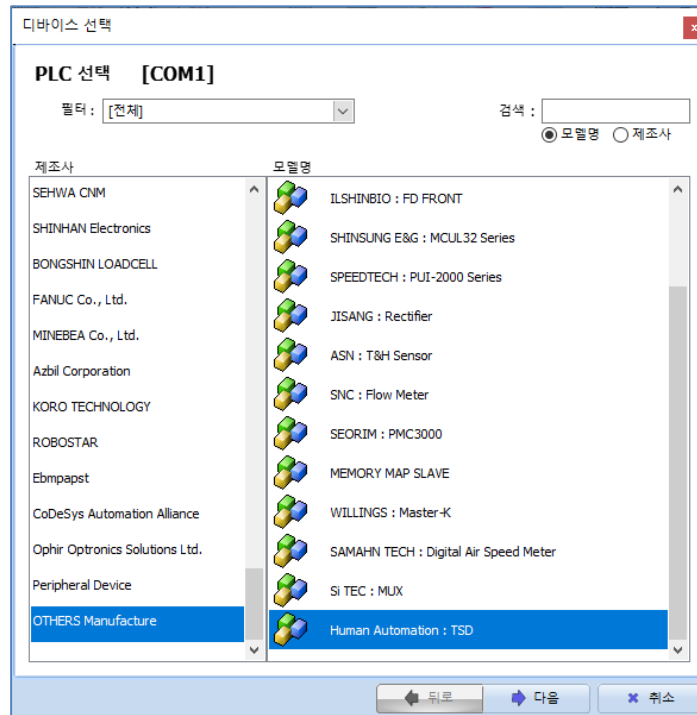 디바이스 선택
x
PLC 선택 [COM1]
필터 : [전체]
검색 :
모델명 제조사
제조사
SEHWA CNM
SHINHAN Electronics
BONGSHIN LOADCELL
FANUC Co., Ltd.
MINEBEA Co., Ltd.
Azbil Corporation
KORO TECHNOLOGY
ROBOSTAR
Ebmpapst
CoDeSys Automation Alliance
Ophir Optronics Solutions Ltd.
Peripheral Device
OTHERS Manufacture
모델명
ILSHINBIO : FD FRONT
SHINSUNG E&G : MCUL32 Series
SPEEDTECH : PUI-2000 Series
JISANG : Rectifier
ASN : T&H Sensor
SNC : Flow Meter
SEORIM : PMC3000
MEMORY MAP SLAVE
WILLINGS : Master-K
SAMAHN TECH : Digital Air Speed Meter
Si TEC : MUX
Human Automation : TSD
뒤로
다음
취소